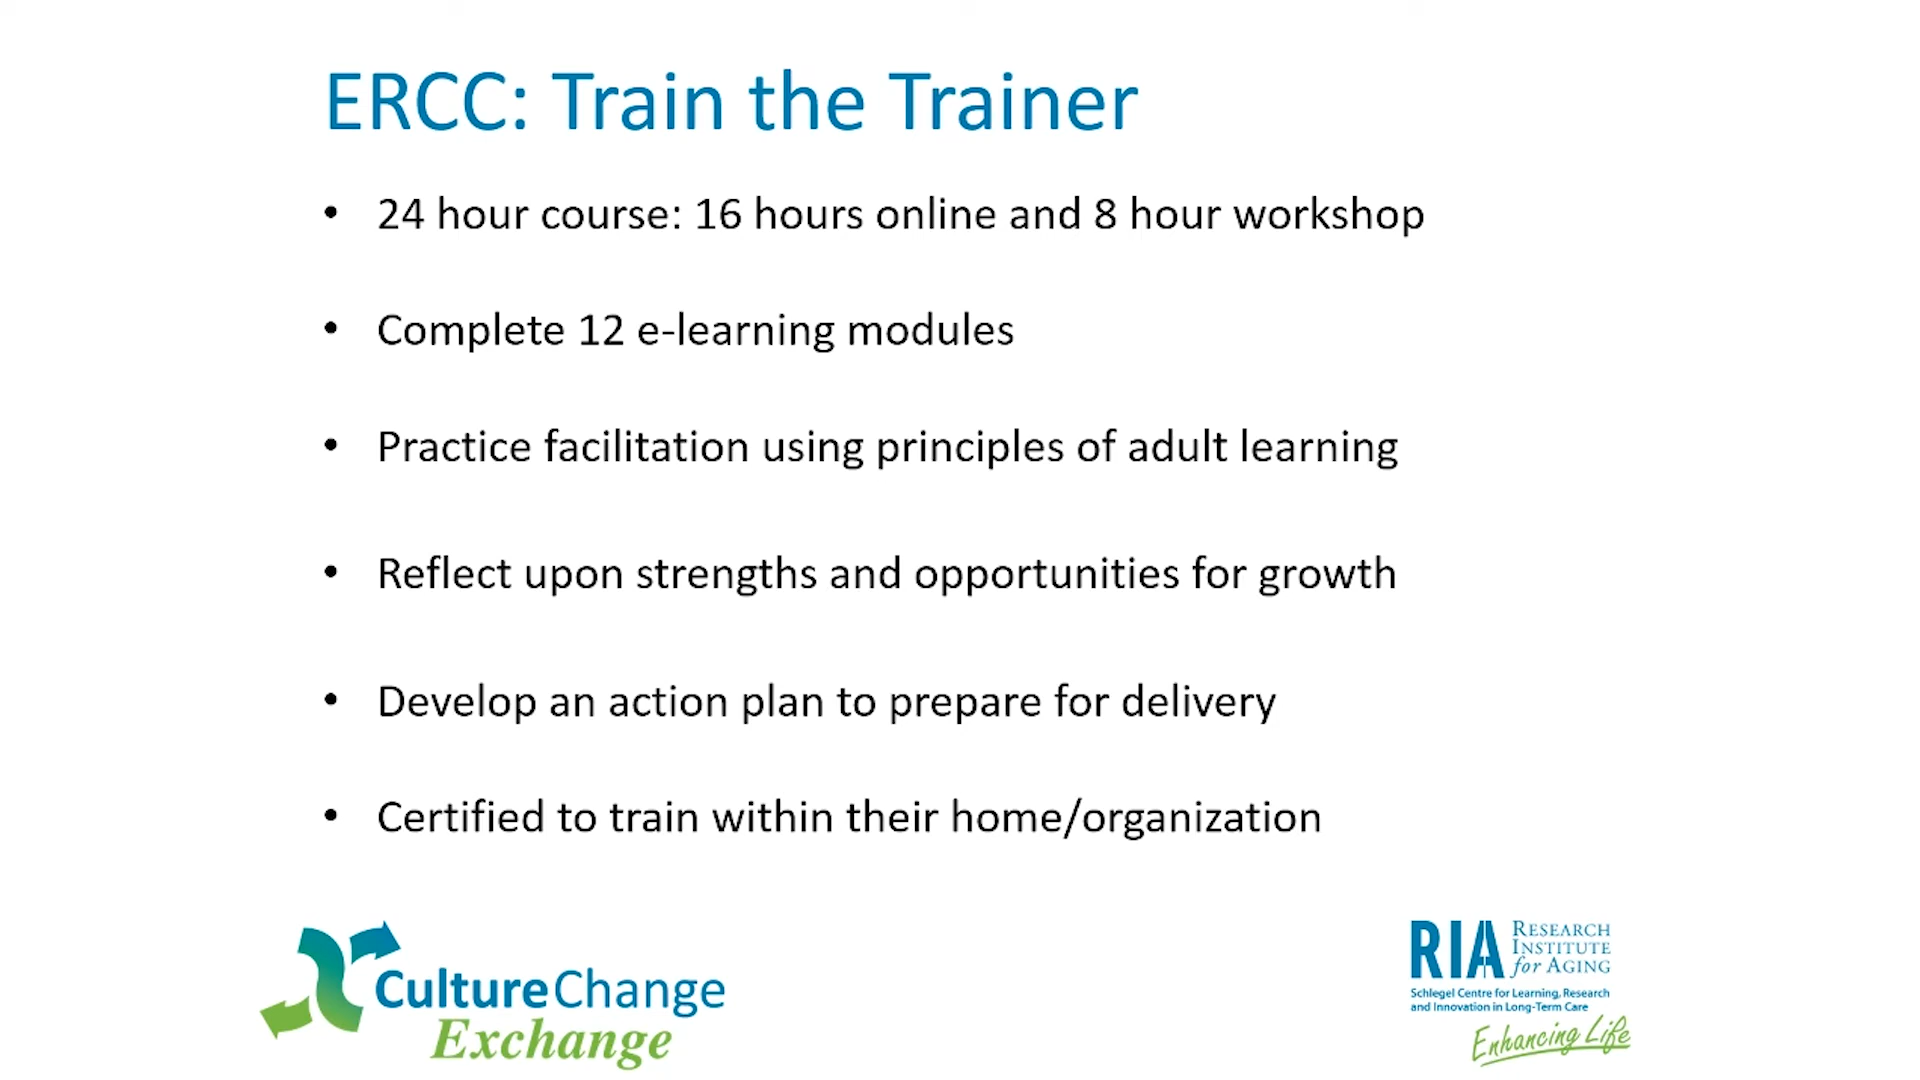 ERCC: Train the Trainer
• 24 hour course: 16 hours online and 8 hour workshop
• Complete 12 e-learning modules
• Practice facilitation using principles of adult learning
• Reflect upon strengths and opportunities for growth
• Develop an action plan to prepare for delivery
• Certified to train within their home/organization
CultureChange
Exchange
RIA
RESEARCH
INSTITUTE
for AGING
Schlegel Centre for Learning, Research
and Innovation in Long-Term Care
Enhancing Life